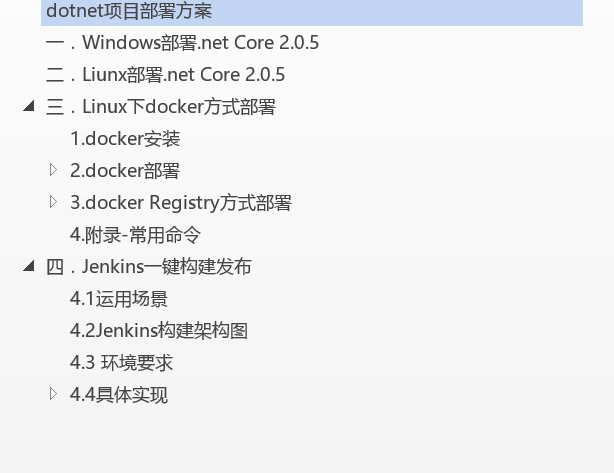 dotnet项目部署方案
一．Windows部署.net Core 2.0.5
二．Liunx部署.net Core 2.0.5
三．Linux下docker方式部署
1.docker安装
2.docker部署
3.docker Registry方式部署
4.附录-常用命令
四．Jenkins一键构建发布
4.1运用场景
4.2Jenkins构建架构图
4.3 环境要求
4.4具体实现